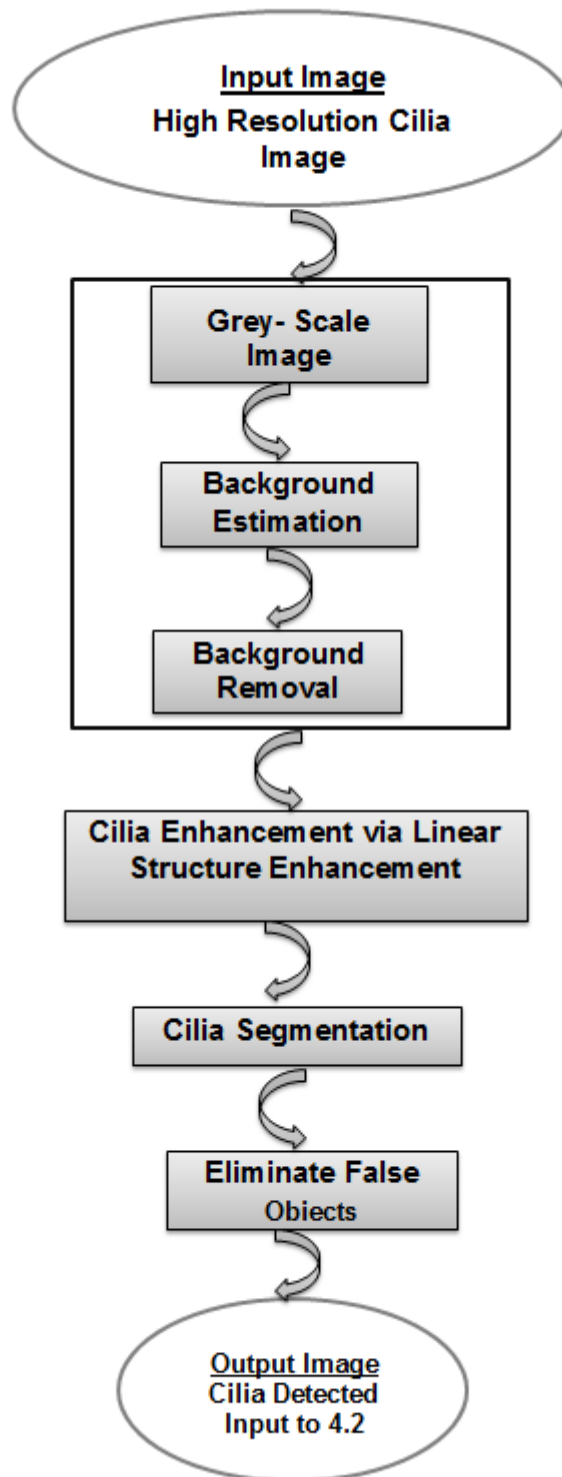 Input Image
High Resolution Cilia
Image
Grey- Scale
Image
Background
Estimation
Background
Removal
Cilia Enhancement via Linear
Structure Enhancement
Cilia Segmentation
Eliminate False
Obiects
Output Image
Cilia Detected
Input to 4.2